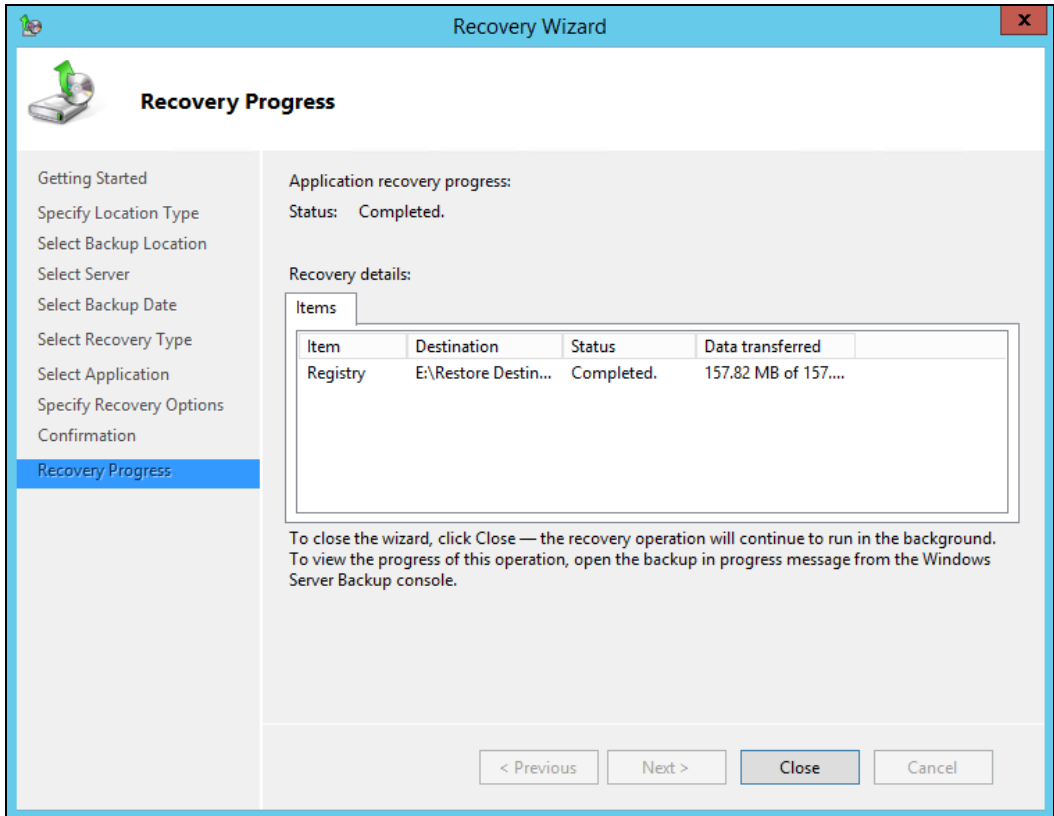 Recovery Wizard
x
Recovery Progress
Getting Started
Specify Location Type
Select Backup Location
Select Server
Select Backup Date
Select Recovery Type
Select Application
Specify Recovery Options
Confirmation
Recovery Progress
Application recovery progress:
Status: Completed.
Recovery details:
Items
Item Destination Status Data transferred
Registry E:\Restore Destin... Completed. 157.82 MB of 157....
To close the wizard, click Close — the recovery operation will continue to run in the background.
To view the progress of this operation, open the backup in progress message from the Windows
Server Backup console.
< Previous Next > Close Cancel